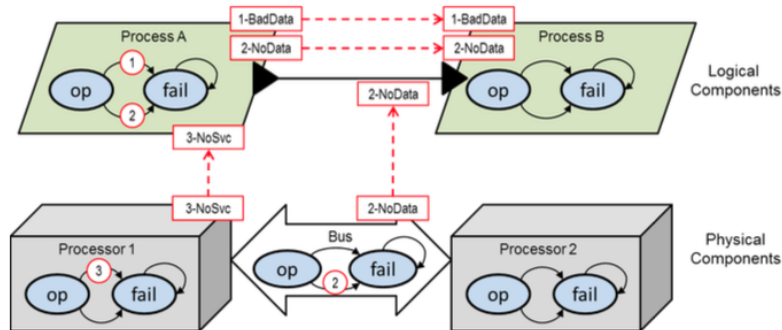 1-BadData
1-BadData
Process A
2-NoData
2-NoData
Process B
1
op
fail
2
2-NoData
op
fail
Logical
Components
3-NoSvc
3-NoSvc
2-NoData
Processor 1
3
op
fail
Bus
op
fail
2
Processor 2
op
fail
Physical
Components